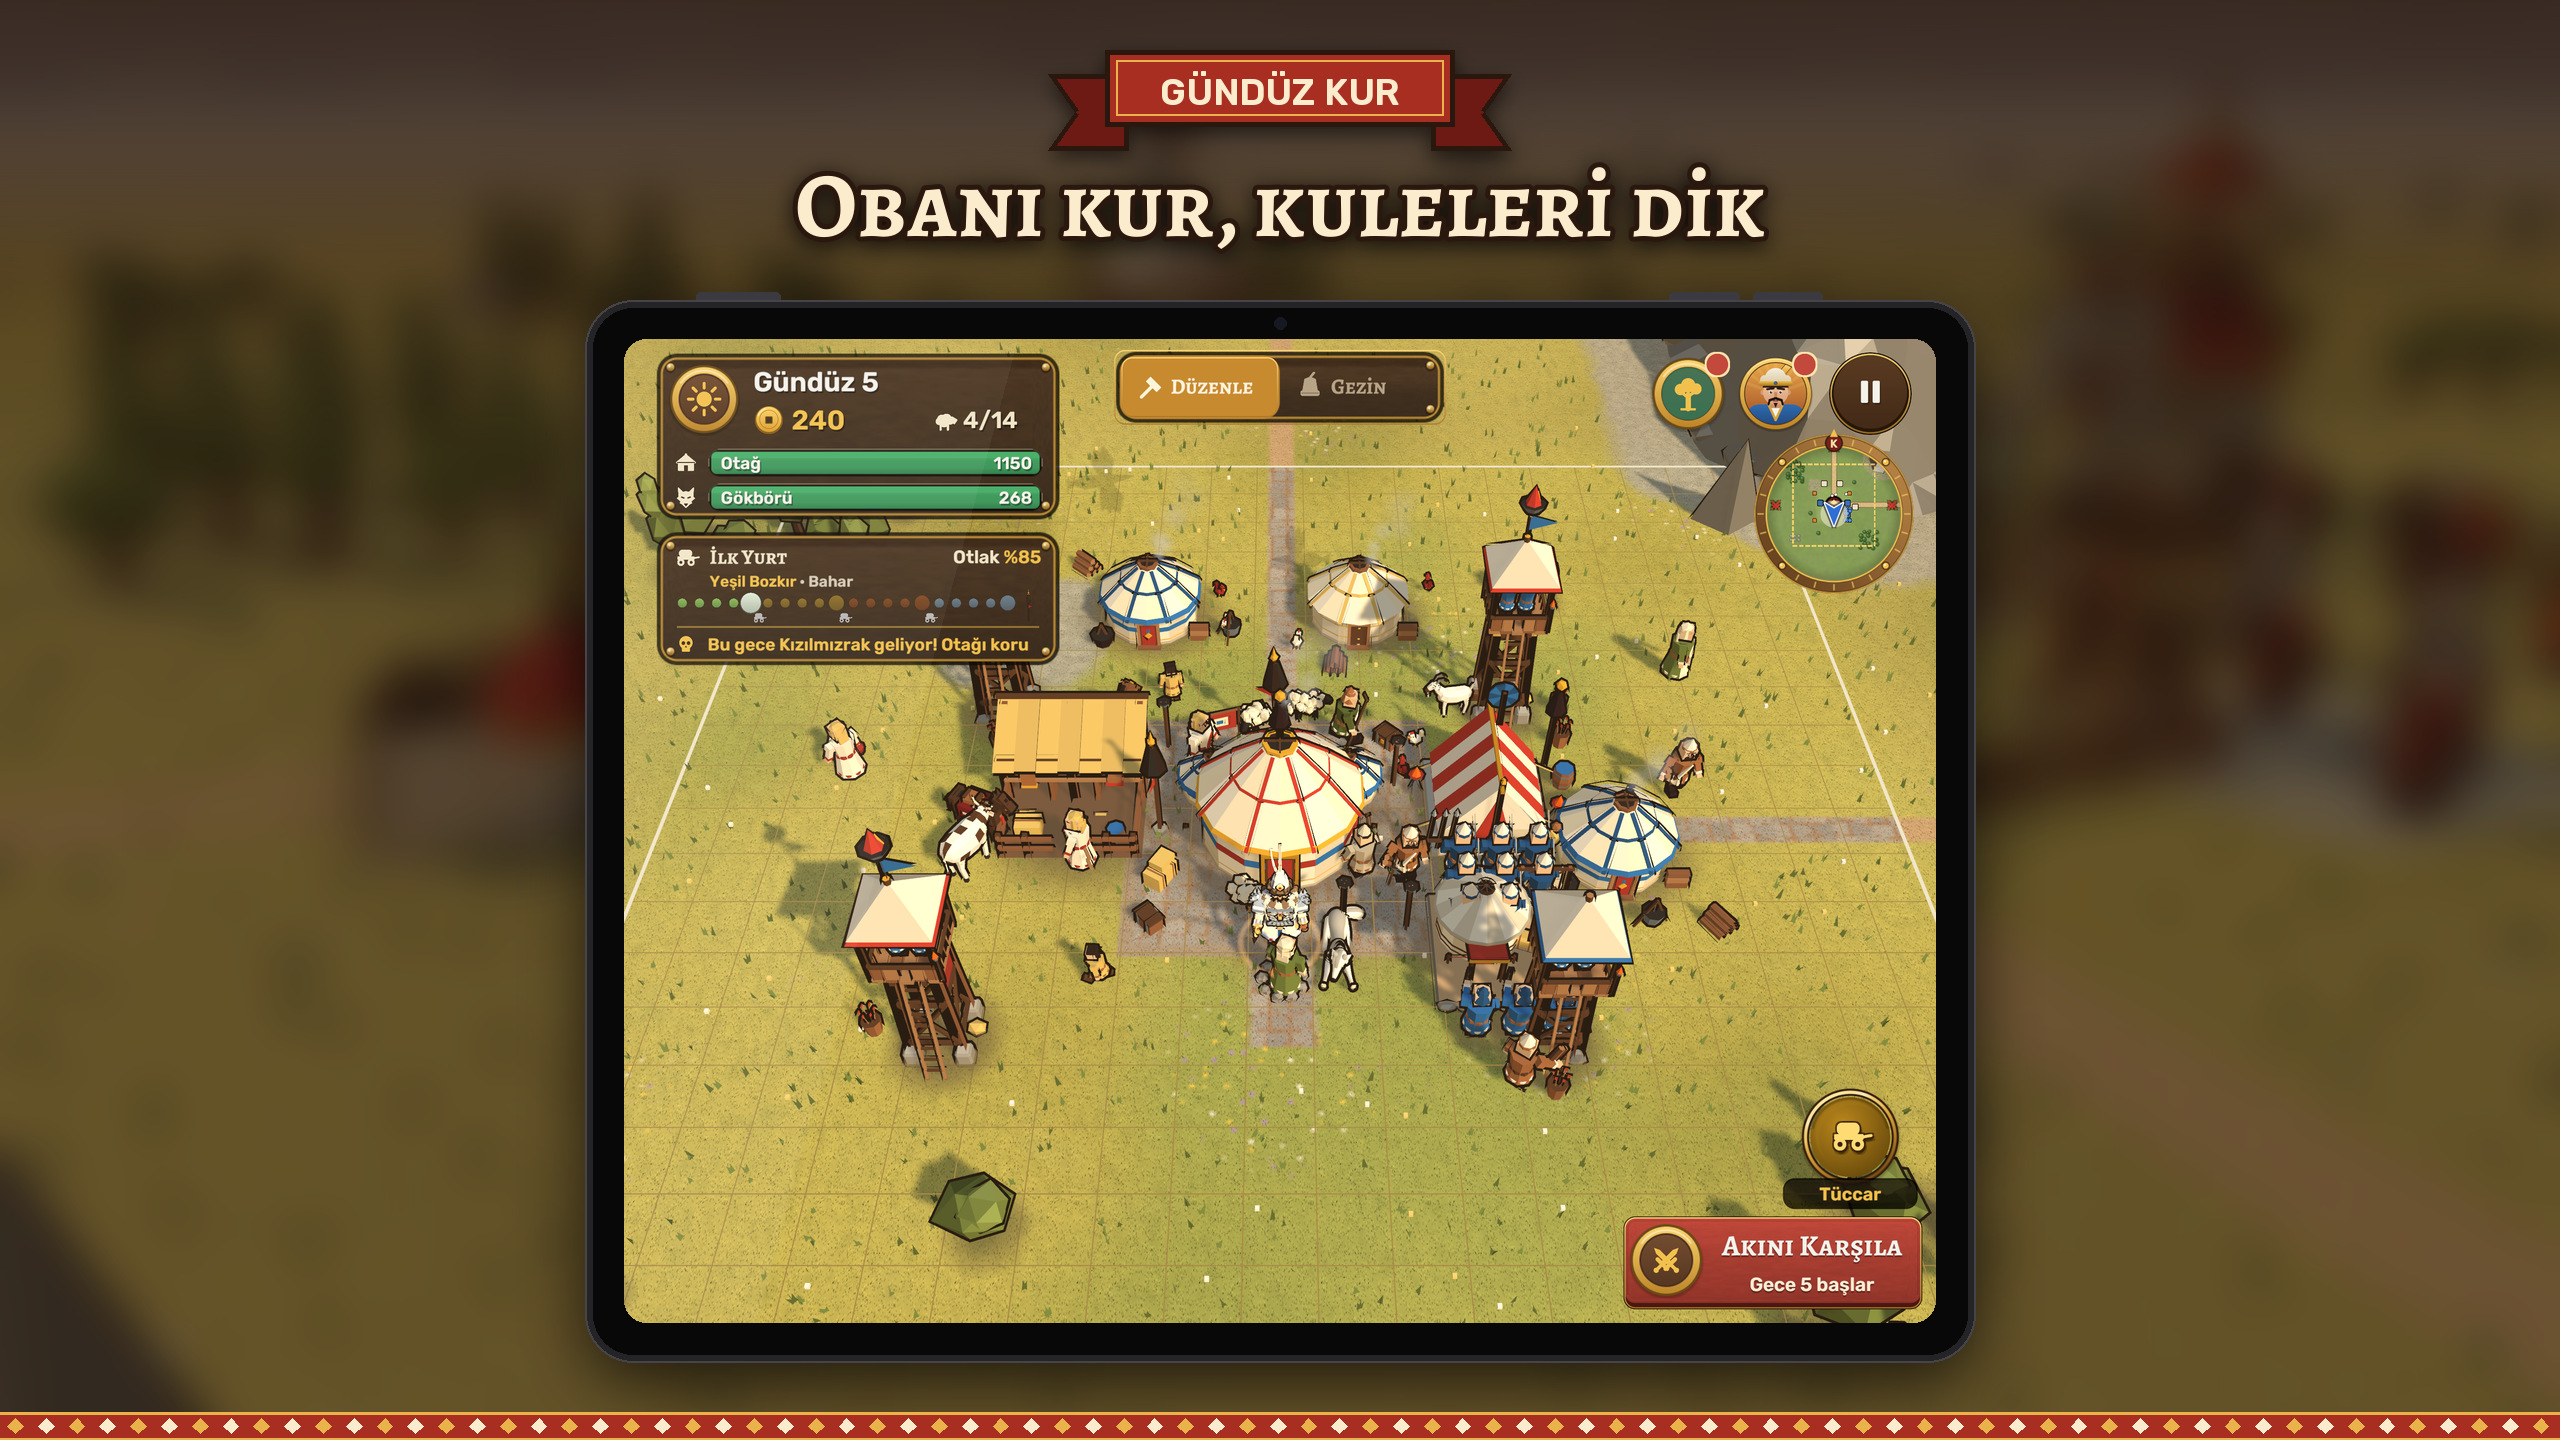 GÜNDÜZ KUR
OBANI KUR, KULELERİ DİK
Gündüz 5
240
4/14
Otağ 1150
Gökbörü 268
DÜZENLE
GEZİN
K
İLK YURT
Otlak %85
Yeşil Bozkır • Bahar
Bu gece Kızılmızrak geliyor! Otağı koru
Tüccar
AKINI KARŞILA
Gece 5 başlar